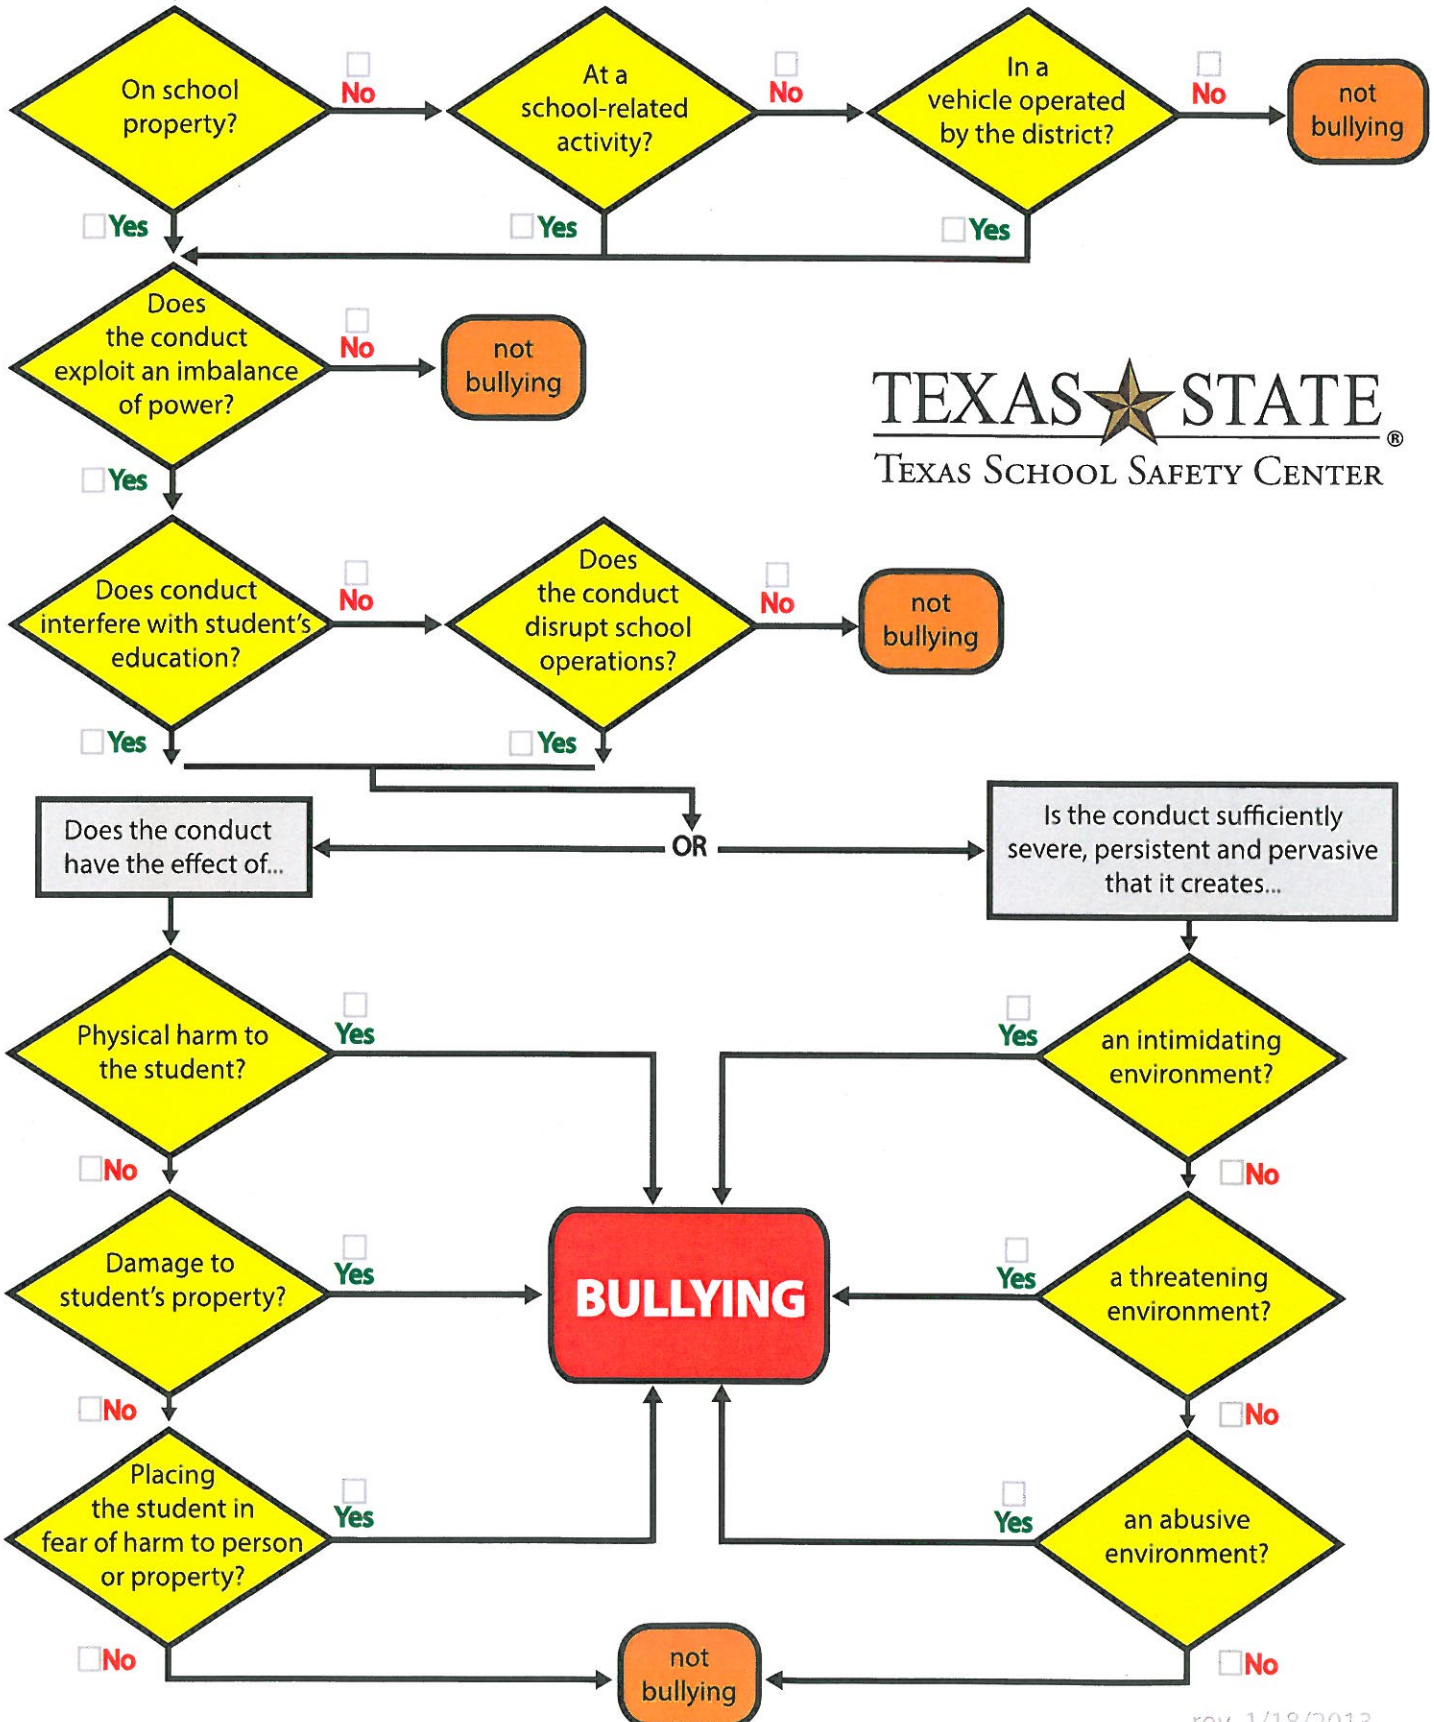 On school
property?
No
At a
school-related
activity?
No
In a
vehicle operated
by the district?
No
not
bullying
Yes
Yes
Yes
Does
the conduct
exploit an imbalance
of power?
No
not
bullying
TEXAS STATE
®
TEXAS SCHOOL SAFETY CENTER
Yes
Does conduct
interfere with student's
education?
No
Does
the conduct
disrupt school
operations?
No
not
bullying
Yes
Yes
Does the conduct
have the effect of...
OR
Is the conduct sufficiently
severe, persistent and pervasive
that it creates...
Physical harm to
the student?
Yes
Yes
an intimidating
environment?
No
No
Damage to
student's property?
Yes
BULLYING
Yes
a threatening
environment?
No
No
Placing
the student in
fear of harm to person
or property?
Yes
Yes
an abusive
environment?
No
not
bullying
No
rev. 1/18/2013